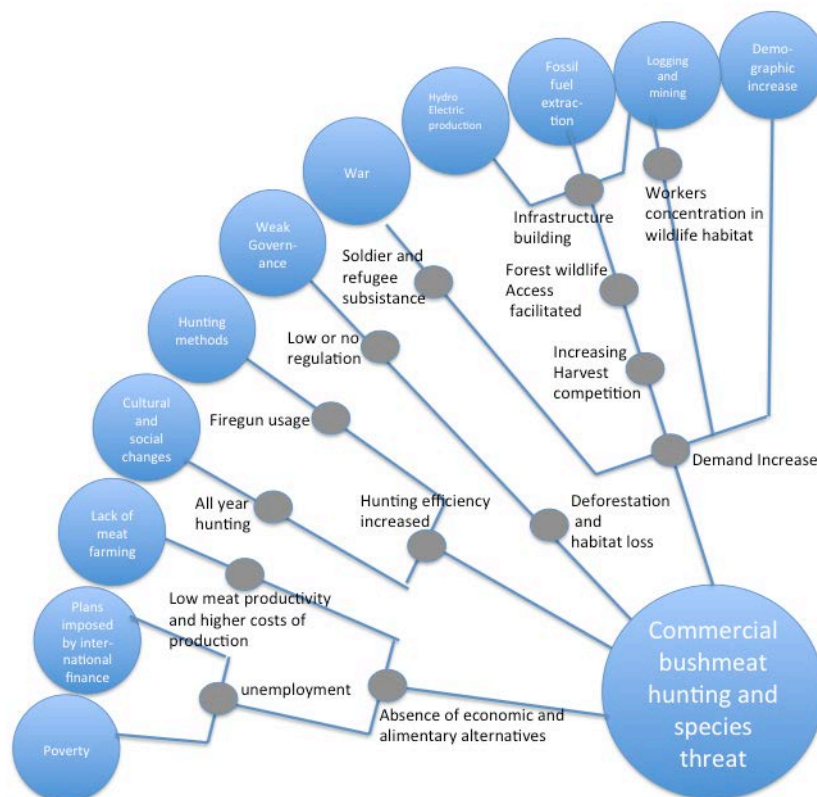 Demo-
graphic
increase
Logging
and
mining
Fossil
fuel
extrac-
tion
Hydro
Electric
production
War
Weak
Govern-
ance
Hunting
methods
Cultural
and
social
changes
Lack of
meat
farming
Plans
imposed
by inter-
national
finance
Poverty
Workers
concentration in
wildlife habitat
Infrastructure
building
Forest wildlife
Access
facilitated
Increasing
Harvest
competition
Demand Increase
Soldier and
refugee
subsistance
Low or no
regulation
Deforestation
and
habitat loss
Firegun usage
All year
hunting
Hunting efficiency
increased
Low meat productivity
and higher costs of
production
unemployment
Absence of economic and
alimentary alternatives
Commercial
bushmeat
hunting and
species
threat